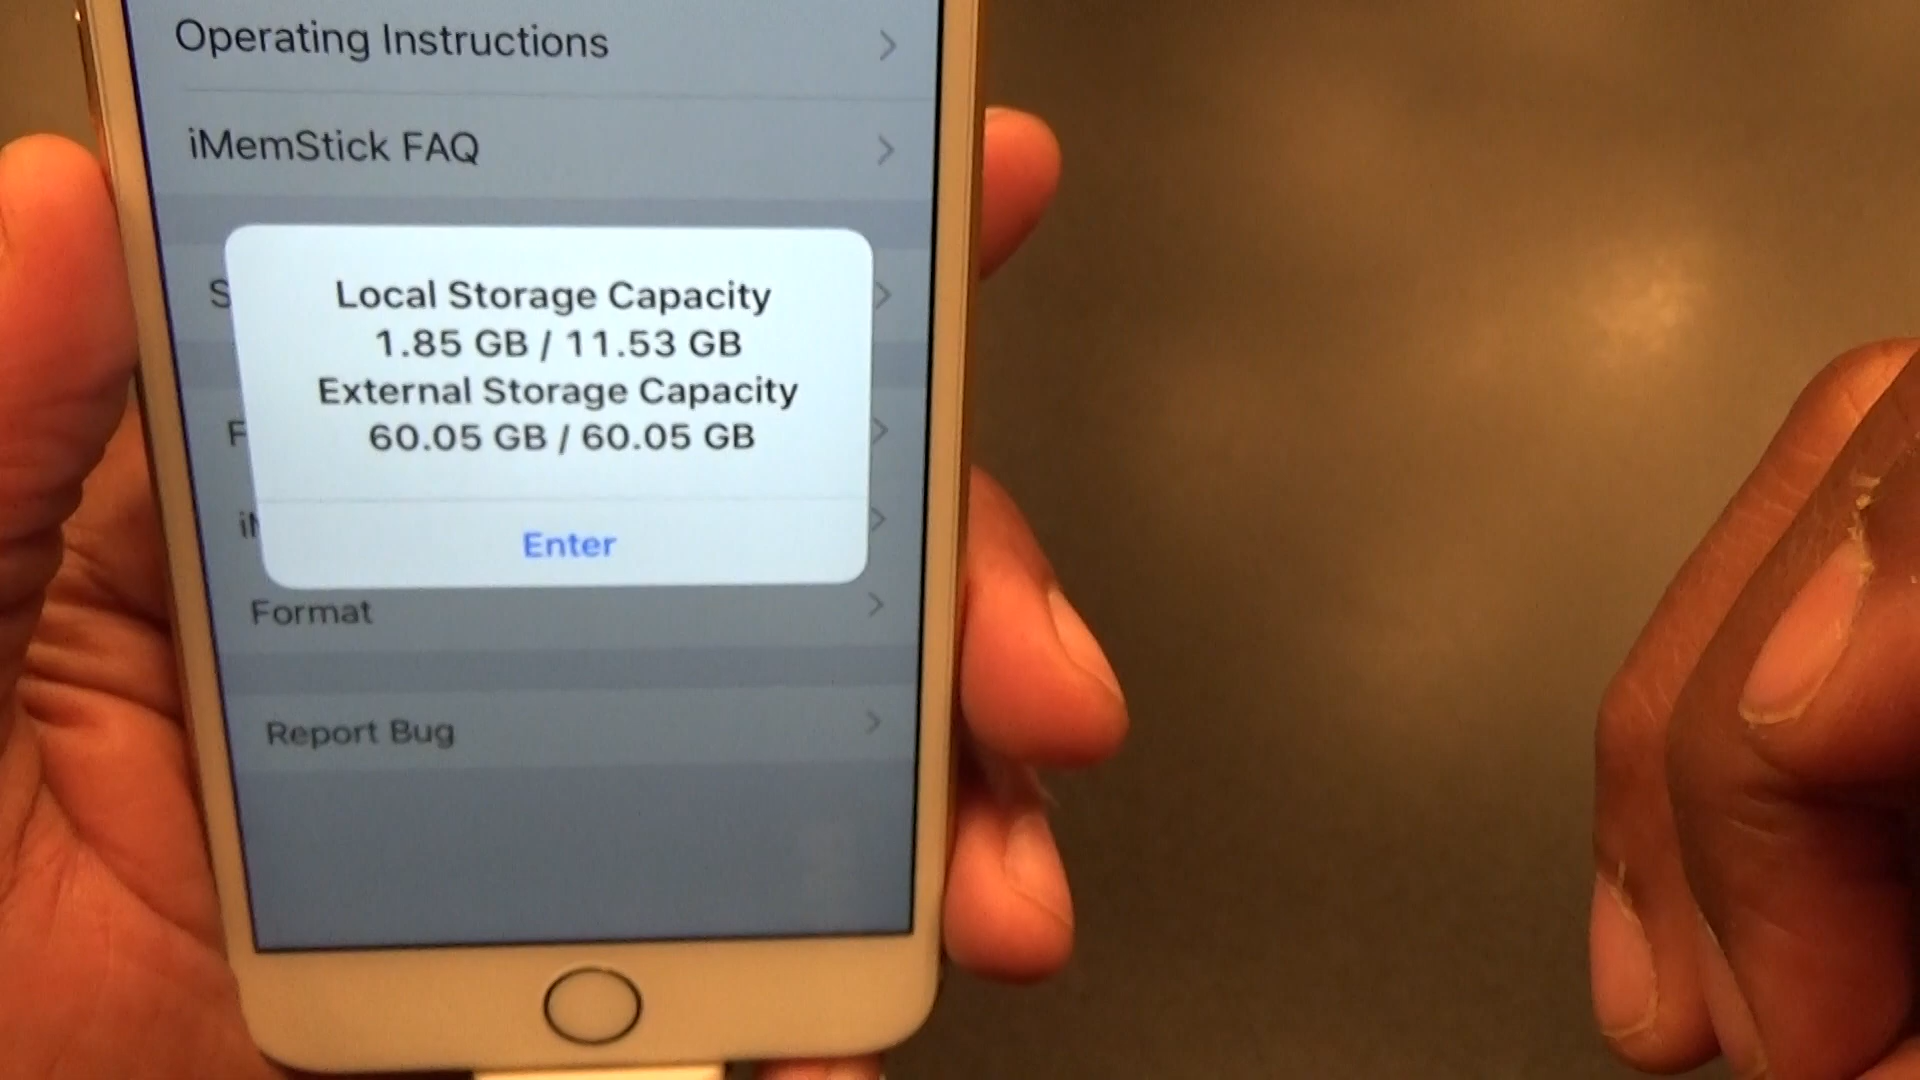 Operating Instructions
iMemStick FAQ
Local Storage Capacity
1.85 GB / 11.53 GB
External Storage Capacity
60.05 GB / 60.05 GB
Enter
Format
Report Bug